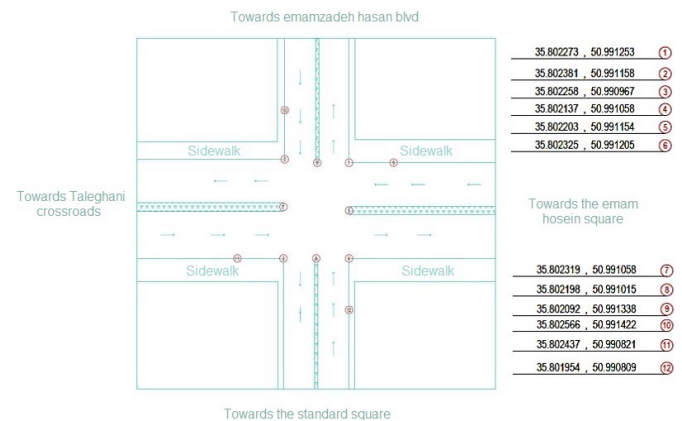 Towards emamzadeh hasan blvd
35.802273 , 50.991253 1
35.802381 , 50.991158 2
35.802258 , 50.990967 3
35.802137 , 50.991058 4
35.802203 , 50.991154 5
35.802325 , 50.991205 6
Sidewalk
Sidewalk
Towards Taleghani
crossroads
Towards the emam
hosein square
Sidewalk
Sidewalk
35.802319 , 50.991058 7
35.802198 , 50.991015 8
35.802092 , 50.991338 9
35.802566 , 50.991422 10
35.802437 , 50.990821 11
35.801954 , 50.990809 12
Towards the standard square